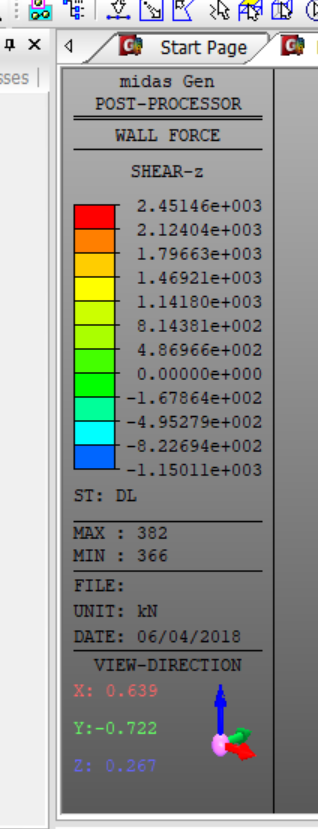 sses
Start Page
midas Gen
POST-PROCESSOR
WALL FORCE
SHEAR-z
2.45146e+003
2.12404e+003
1.79663e+003
1.46921e+003
1.14180e+003
8.14381e+002
4.86966e+002
0.00000e+000
-1.67864e+002
-4.95279e+002
-8.22694e+002
-1.15011e+003
ST: DL
MAX : 382
MIN : 366
FILE:
UNIT: kN
DATE: 06/04/2018
VIEW-DIRECTION
X: 0.639
Y:-0.722
Z: 0.267